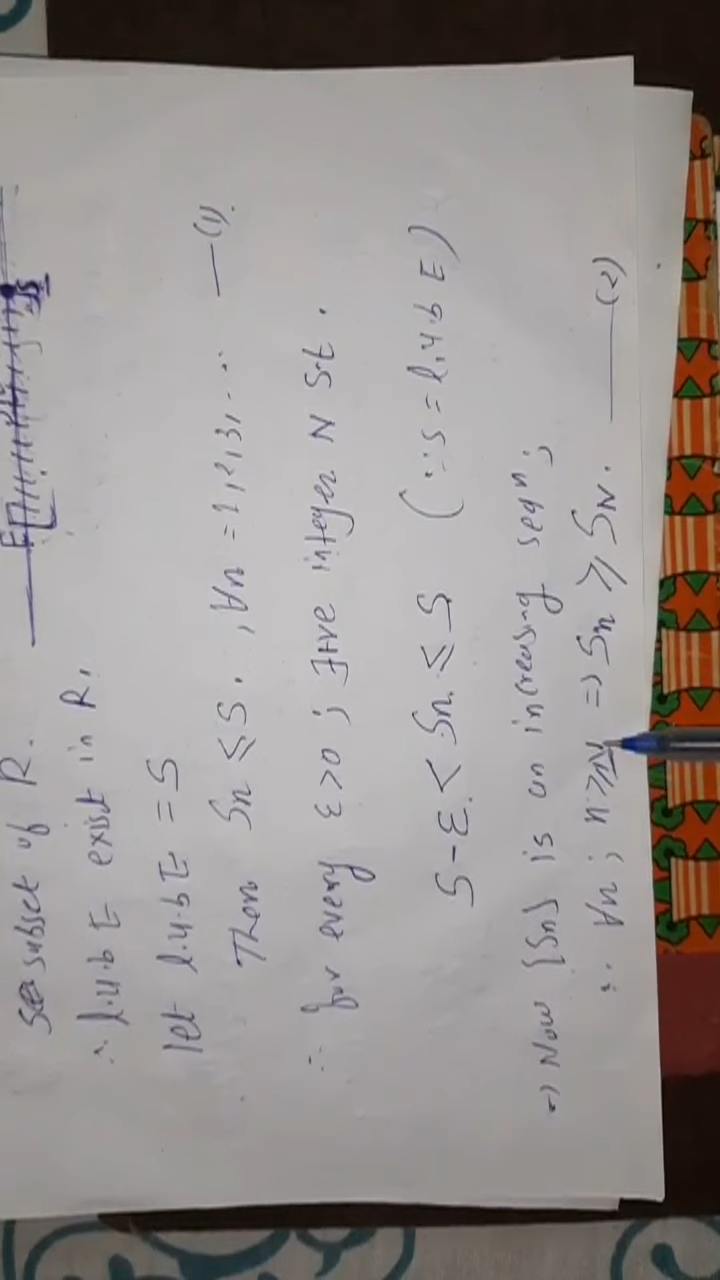 subset of R.
∴ l.u.b E exist in R,
let l.u.b E = S
Then Sn ≤ S. , ∀n = 1,2,3,... —(1).
∴ for every ε>0 ; ∃+ve integer N S.t.
S-ε. < Sn. ≤ S (∵ S = l.u.b E)
→ Now {Sn} is an increasing seqn;
∴ ∀n ; n≥N ⇒ Sn ≥ SN. —(2)